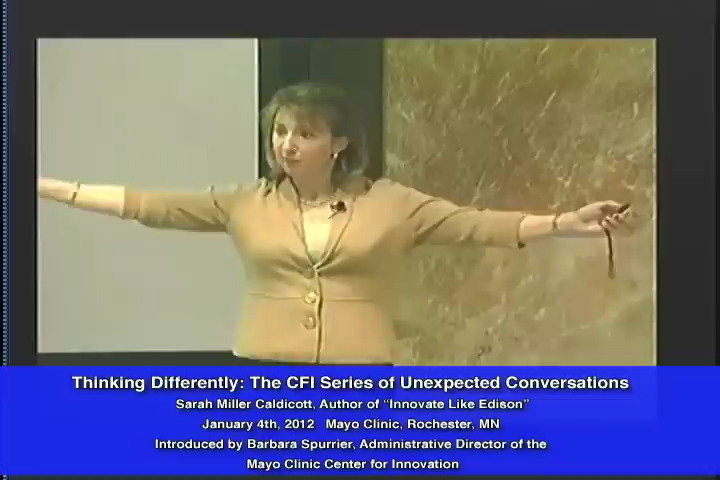 Thinking Differently: The CFI Series of Unexpected Conversations
Sarah Miller Caldicott, Author of “Innovate Like Edison”
January 4th, 2012 Mayo Clinic, Rochester, MN
Introduced by Barbara Spurrier, Administrative Director of the
Mayo Clinic Center for Innovation